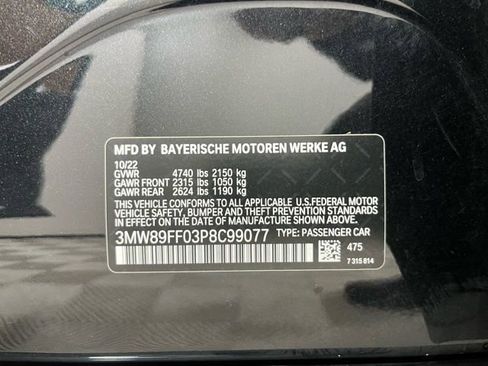 MFD BY BAYERISCHE MOTOREN WERKE AG
10/22
GVWR 4740 lbs 2150 kg
GAWR FRONT 2315 lbs 1050 kg
GAWR REAR 2624 lbs 1190 kg
THIS VEHICLE CONFORMS TO ALL APPLICABLE
U.S.FEDERAL MOTOR VEHICLE SAFETY, BUMPER,
AND THEFT PREVENTION STANDARDS IN EFFECT
ON THE DATE OF MANUFACTURE SHOWN ABOVE.
3MW89FF03P8C99077 TYPE: PASSENGER CAR
475
7 315 814